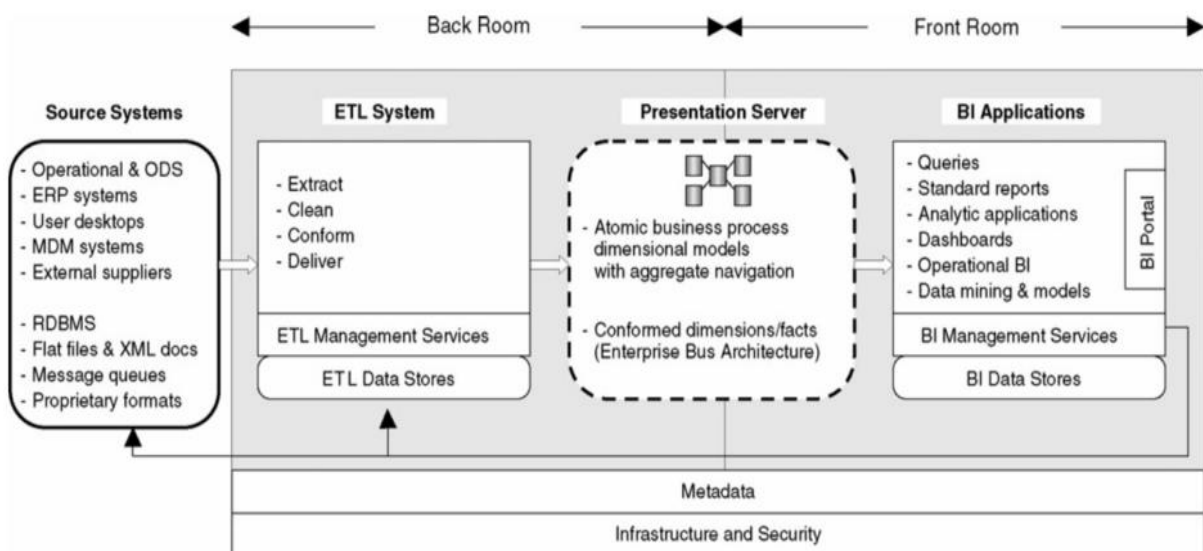 Back Room
Front Room
Source Systems
- Operational & ODS
- ERP systems
- User desktops
- MDM systems
- External suppliers
- RDBMS
- Flat files & XML docs
- Message queues
- Proprietary formats
ETL System
- Extract
- Clean
- Conform
- Deliver
ETL Management Services
ETL Data Stores
Presentation Server
- Atomic business process
dimensional models
with aggregate navigation
- Conformed dimensions/facts
(Enterprise Bus Architecture)
BI Applications
- Queries
- Standard reports
- Analytic applications
- Dashboards
- Operational BI
- Data mining & models
BI Portal
BI Management Services
BI Data Stores
Metadata
Infrastructure and Security